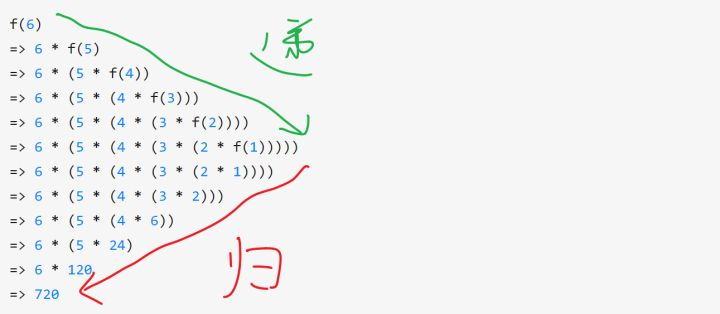 f(6)
=> 6 * f(5)
=> 6 * (5 * f(4))
=> 6 * (5 * (4 * f(3)))
=> 6 * (5 * (4 * (3 * f(2))))
=> 6 * (5 * (4 * (3 * (2 * f(1)))))
=> 6 * (5 * (4 * (3 * (2 * 1))))
=> 6 * (5 * (4 * (3 * 2)))
=> 6 * (5 * (4 * 6))
=> 6 * (5 * 24)
=> 6 * 120
=> 720
递
归